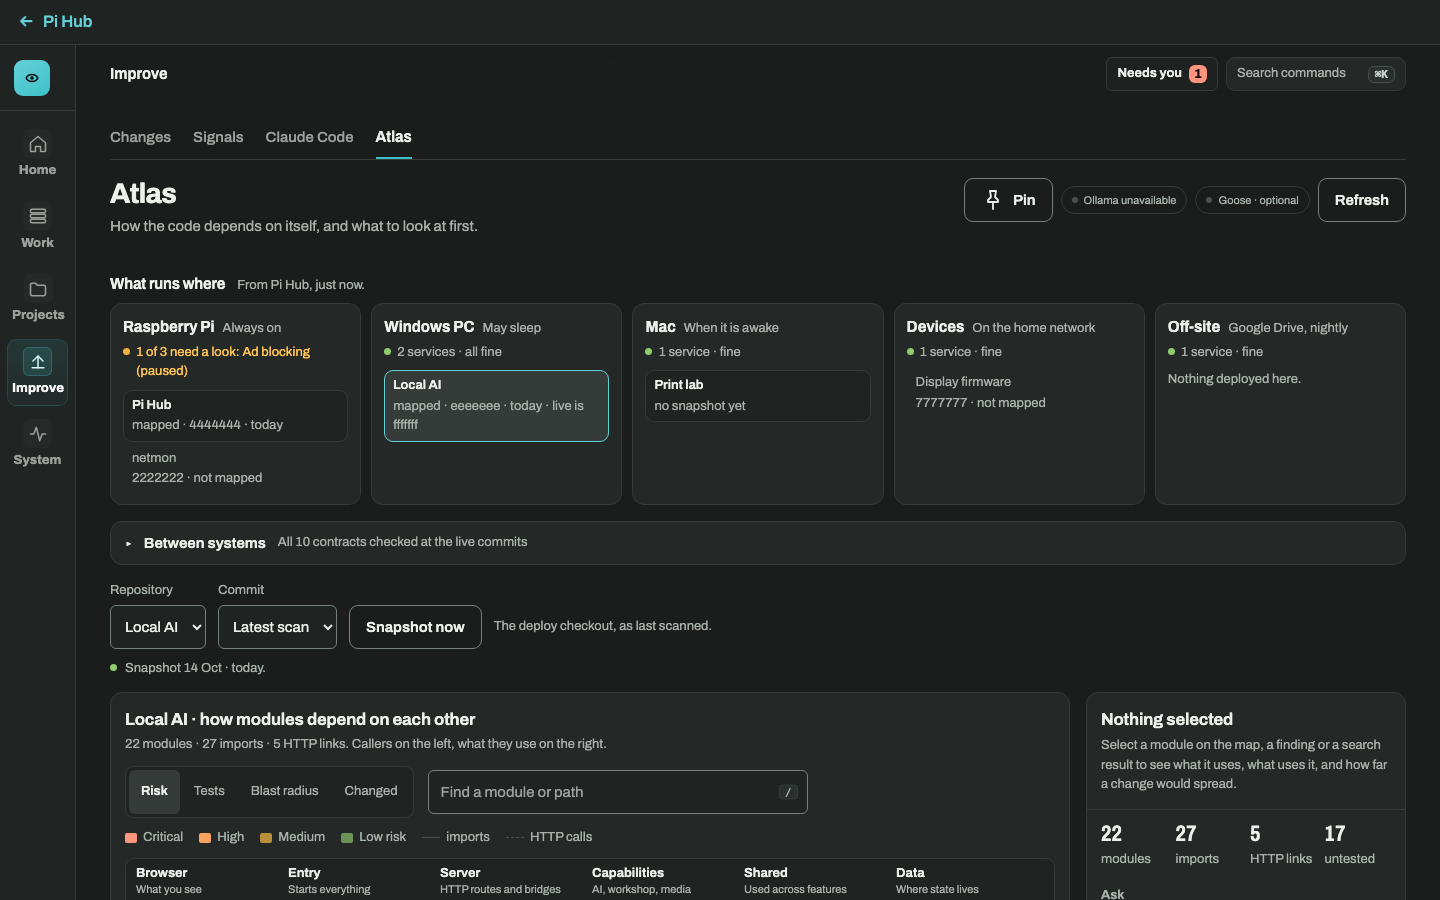 Pi Hub
Improve
Needs you 1
Search commands ⌘K
Home
Work
Projects
Improve
System
Changes Signals Claude Code Atlas
Atlas
How the code depends on itself, and what to look at first.
Pin
Ollama unavailable
Goose · optional
Refresh
What runs where From Pi Hub, just now.
Raspberry Pi Always on
1 of 3 need a look: Ad blocking
(paused)
Pi Hub
mapped · 4444444 · today
netmon
2222222 · not mapped
Windows PC May sleep
2 services · all fine
Local AI
mapped · eeeeeee · today · live is
fffffff
Mac When it is awake
1 service · fine
Print lab
no snapshot yet
Devices On the home network
1 service · fine
Display firmware
7777777 · not mapped
Off-site Google Drive, nightly
1 service · fine
Nothing deployed here.
Between systems All 10 contracts checked at the live commits
Repository Commit
Local AI Latest scan Snapshot now The deploy checkout, as last scanned.
Snapshot 14 Oct · today.
Local AI · how modules depend on each other
22 modules · 27 imports · 5 HTTP links. Callers on the left, what they use on the right.
Risk Tests Blast radius Changed
Find a module or path /
Critical High Medium Low risk imports HTTP calls
Browser Entry Server Capabilities Shared Data
What you see Starts everything HTTP routes and bridges AI, workshop, media Used across features Where state lives
Nothing selected
Select a module on the map, a finding or a search
result to see what it uses, what uses it, and how far
a change would spread.
22 27 5 17
modules imports HTTP links untested
Ask